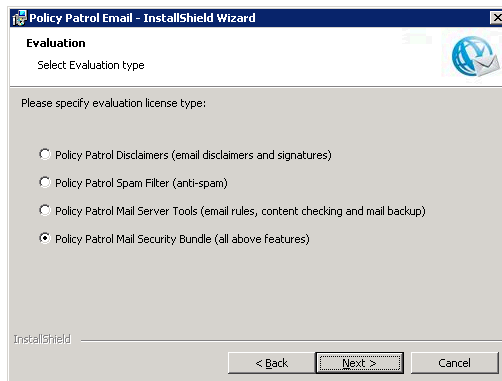 Policy Patrol Email - InstallShield Wizard
Evaluation
Select Evaluation type
Please specify evaluation license type:
Policy Patrol Disclaimers (email disclaimers and signatures)
Policy Patrol Spam Filter (anti-spam)
Policy Patrol Mail Server Tools (email rules, content checking and mail backup)
Policy Patrol Mail Security Bundle (all above features)
InstallShield
< Back
Next >
Cancel